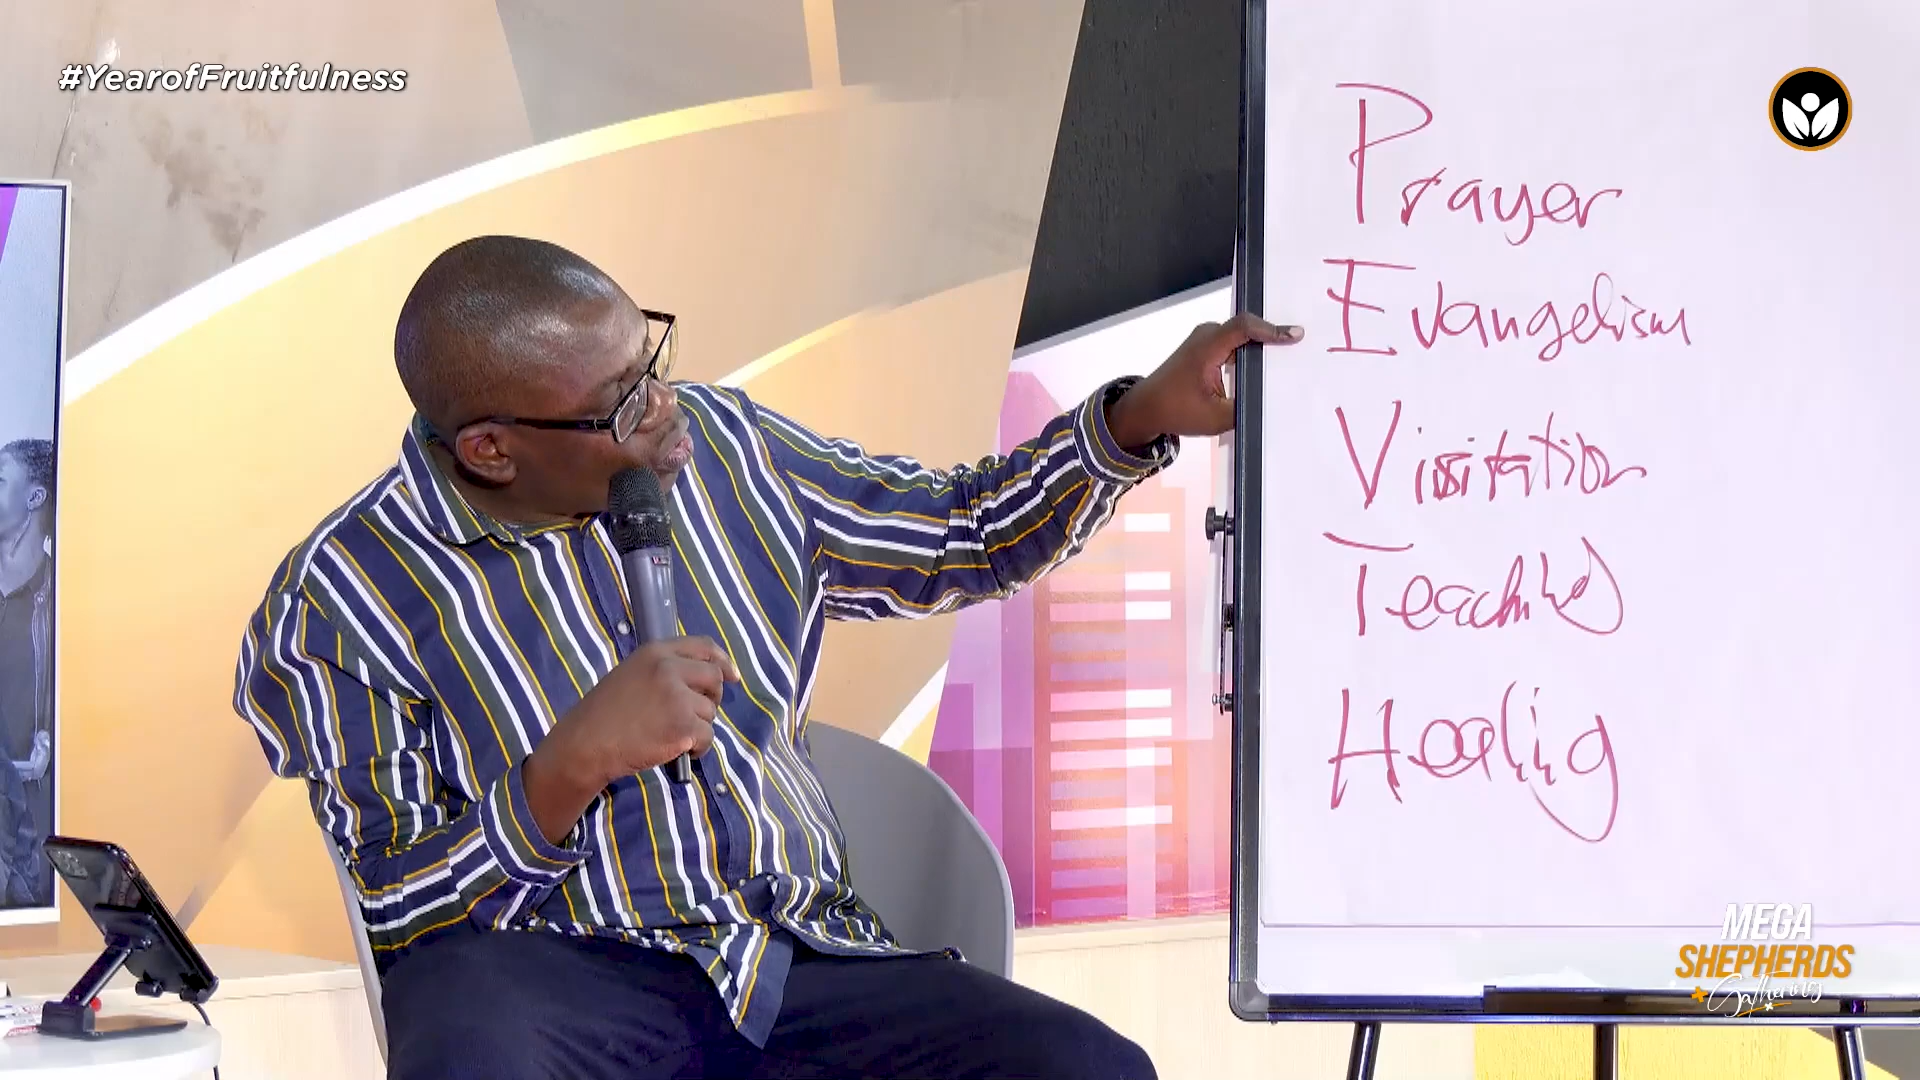 #YearofFruitfulness
Prayer
Evangelism
Visitation
Teaching
Healing
MEGA
SHEPHERDS
Gathering